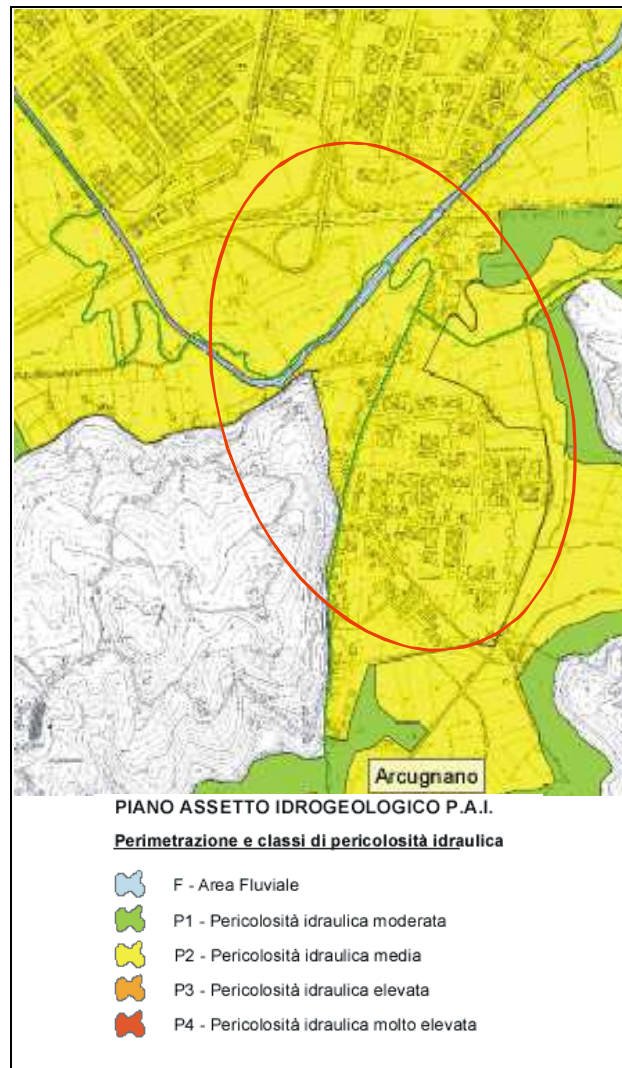 Arcugnano
PIANO ASSETTO IDROGEOLOGICO P.A.I.
Perimetrazione e classi di pericolosità idraulica
F - Area Fluviale
P1 - Pericolosità idraulica moderata
P2 - Pericolosità idraulica media
P3 - Pericolosità idraulica elevata
P4 - Pericolosità idraulica molto elevata